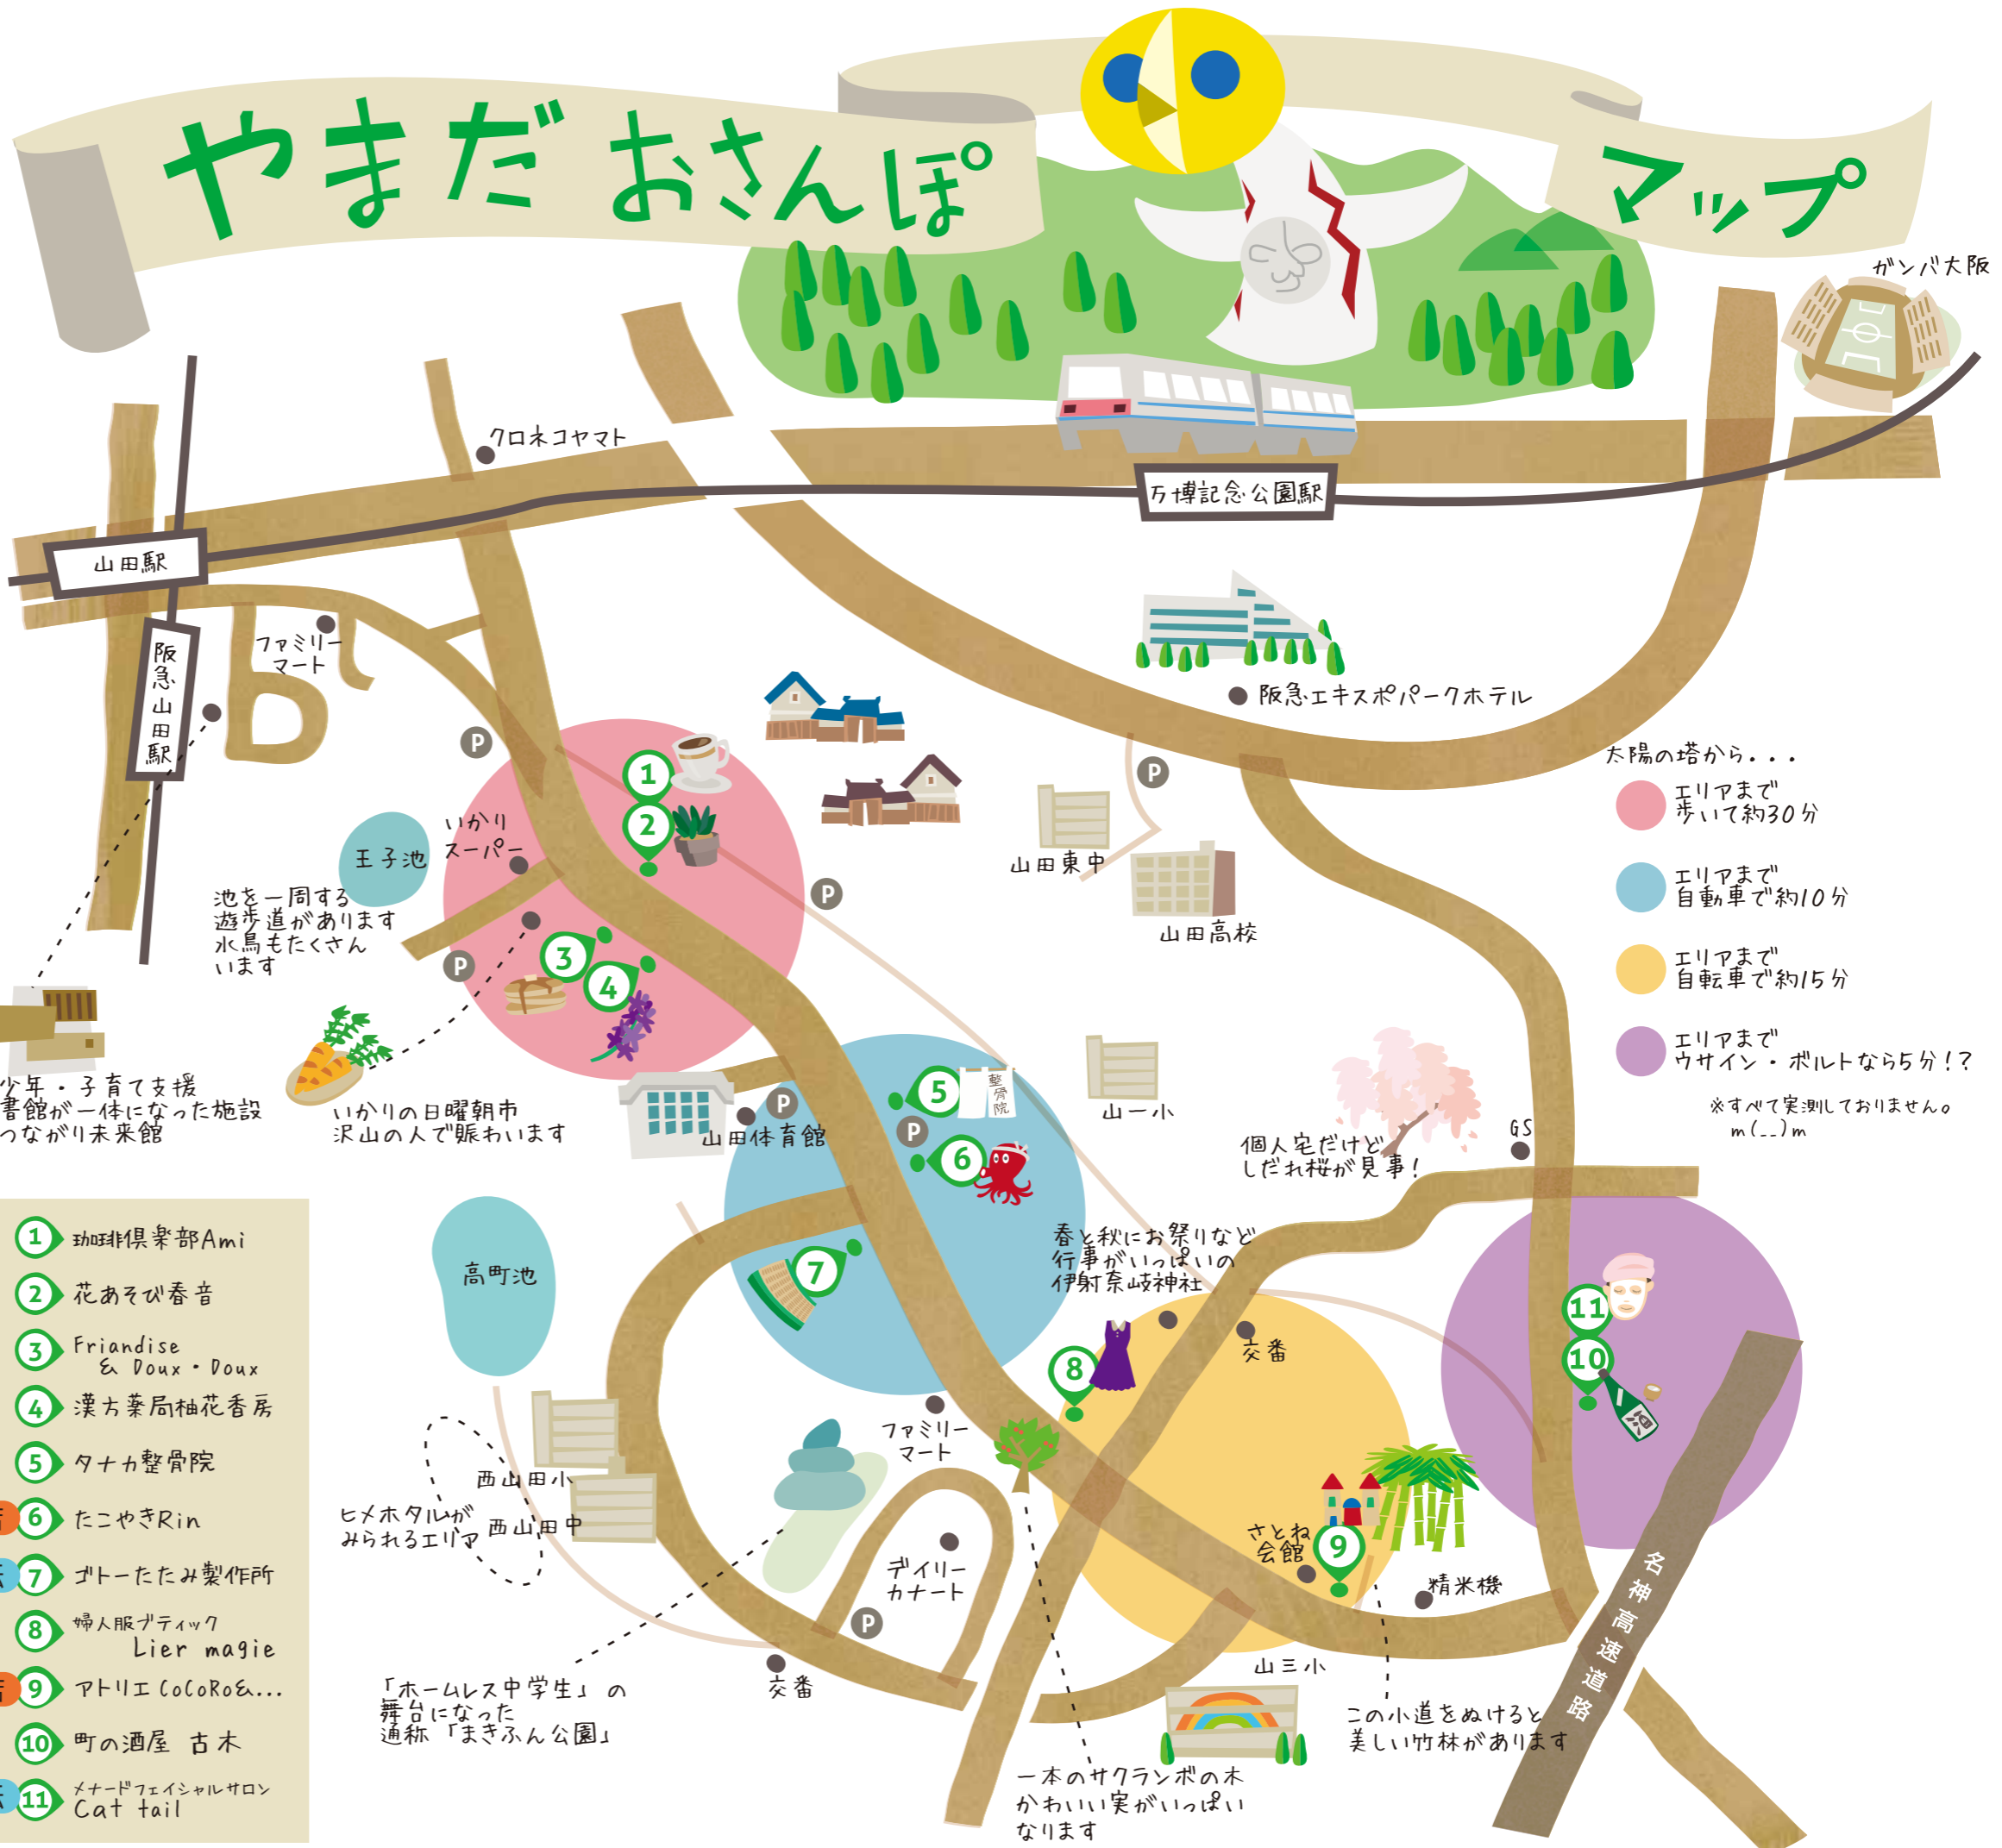 やまだ おさんぽ マップ
ガンバ大阪
クロネコヤマト
万博記念公園駅
山田駅
阪急山田駅
ファミリー
マート
阪急エキスポパークホテル
太陽の塔から・・・
エリアまで
歩いて約30分
エリアまで
自動車で約10分
エリアまで
自転車で約15分
エリアまで
ウサイン・ボルトなら5分!?
※すべて実測しておりません。
m(__)m
P
1
2
王子池
いかり
スーパー
P
山田東中
山田高校
池を一周する
遊歩道があります
水鳥もたくさん
います
P
P
3
4
少年・子育て支援
書館が一体になった施設
つながり未来館
いかりの日曜朝市
沢山の人で賑わいます
山田体育館
P
5
整骨院
P
6
山一小
個人宅だけど
しだれ桜が見事!
GS
高町池
7
春と秋にお祭りなど
行事がいっぱいの
伊射奈岐神社
交番
8
11
10
酒
ファミリー
マート
西山田小
西山田中
ヒメホタルが
みられるエリア
デイリー
カナート
P
さとね
会館
9
精米機
名神高速道路
交番
山三小
「ホームレス中学生」の
舞台になった
通称「まきふん公園」
この小道をぬけると
美しい竹林があります
一本のサクランボの木
かわいい実がいっぱい
なります
1 珈琲倶楽部Ami
2 花あそび春音
3 Friandise
& Doux・Doux
4 漢方薬局柚花香房
5 タナカ整骨院
6 たこやきRin
7 ゴトーたたみ製作所
8 婦人服ブティック
Lier magie
9 アトリエCoCoRo&...
10 町の酒屋 古木
11 メナードフェイシャルサロン
Cat tail